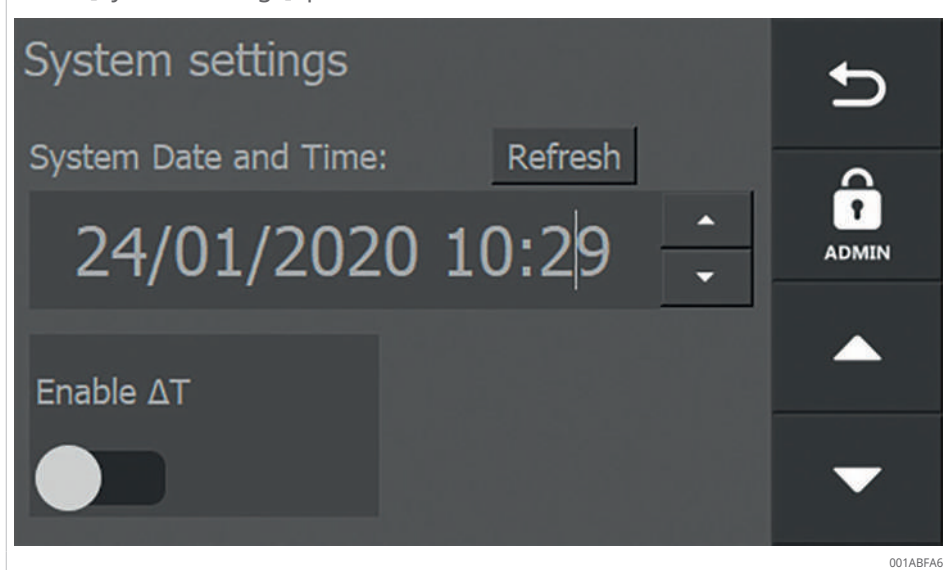 System settings
System Date and Time:
Refresh
24/01/2020 10:29
ADMIN
Enable ΔT
001ABFA6